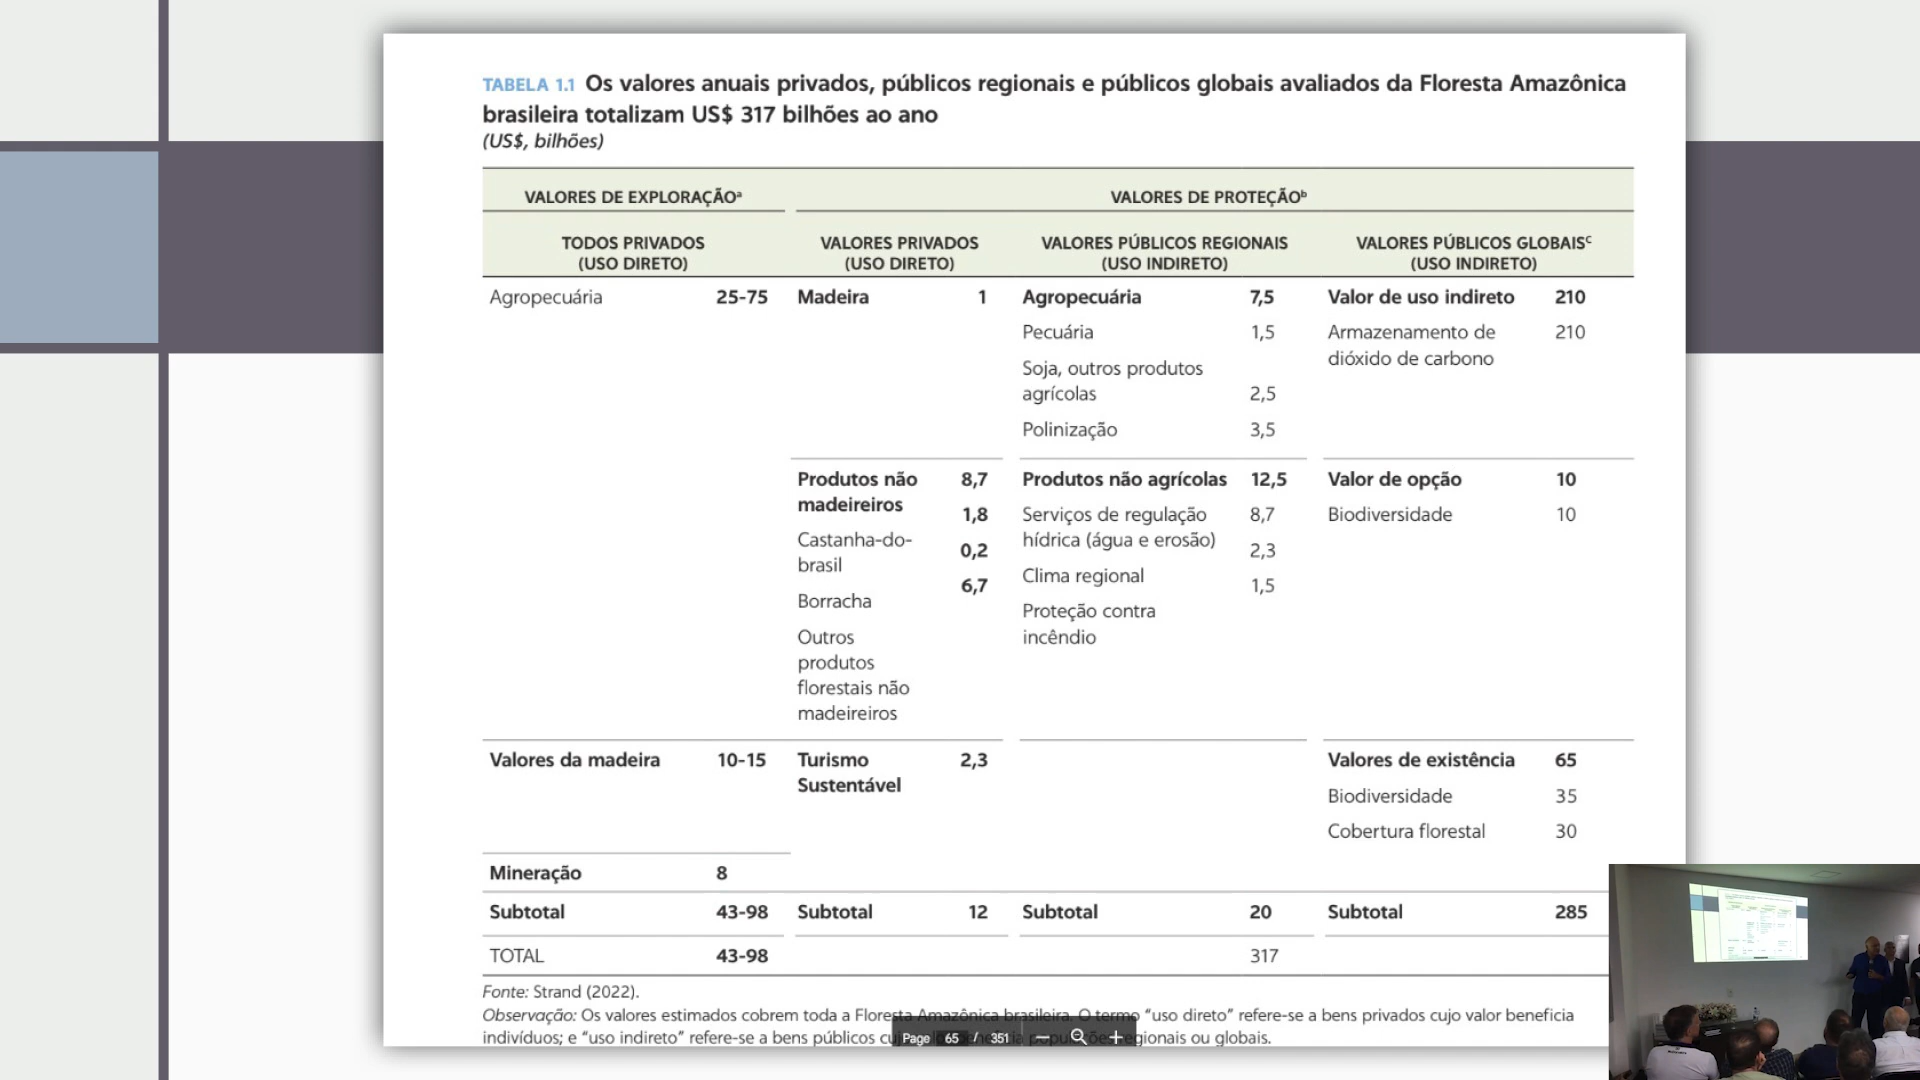 TABELA 1.1 Os valores anuais privados, públicos regionais e públicos globais avaliados da Floresta Amazônica
brasileira totalizam US$ 317 bilhões ao ano
(US$, bilhões)
VALORES DE EXPLORAÇÃOª VALORES DE PROTEÇÃOᵇ
TODOS PRIVADOS VALORES PRIVADOS VALORES PÚBLICOS REGIONAIS VALORES PÚBLICOS GLOBAISᶜ
(USO DIRETO) (USO DIRETO) (USO INDIRETO) (USO INDIRETO)
Agropecuária 25-75 Madeira 1 Agropecuária 7,5 Valor de uso indireto 210
Pecuária 1,5 Armazenamento de 210
dióxido de carbono
Soja, outros produtos
agrícolas 2,5
Polinização 3,5
Produtos não 8,7 Produtos não agrícolas 12,5 Valor de opção 10
madeireiros
1,8 Serviços de regulação 8,7 Biodiversidade 10
Castanha-do- hídrica (água e erosão)
0,2 2,3
brasil Clima regional
6,7 1,5
Borracha Proteção contra
Outros incêndio
produtos
florestais não
madeireiros
Valores da madeira 10-15 Turismo 2,3 Valores de existência 65
Sustentável
Biodiversidade 35
Cobertura florestal 30
Mineração 8
Subtotal 43-98 Subtotal 12 Subtotal 20 Subtotal 285
TOTAL 43-98 317
Fonte: Strand (2022).
Observação: Os valores estimados cobrem toda a Floresta Amazônica brasileira. O termo “uso direto” refere-se a bens privados cujo valor beneficia
indivíduos; e “uso indireto” refere-se a bens públicos regionais ou globais.
Page 65 / 351